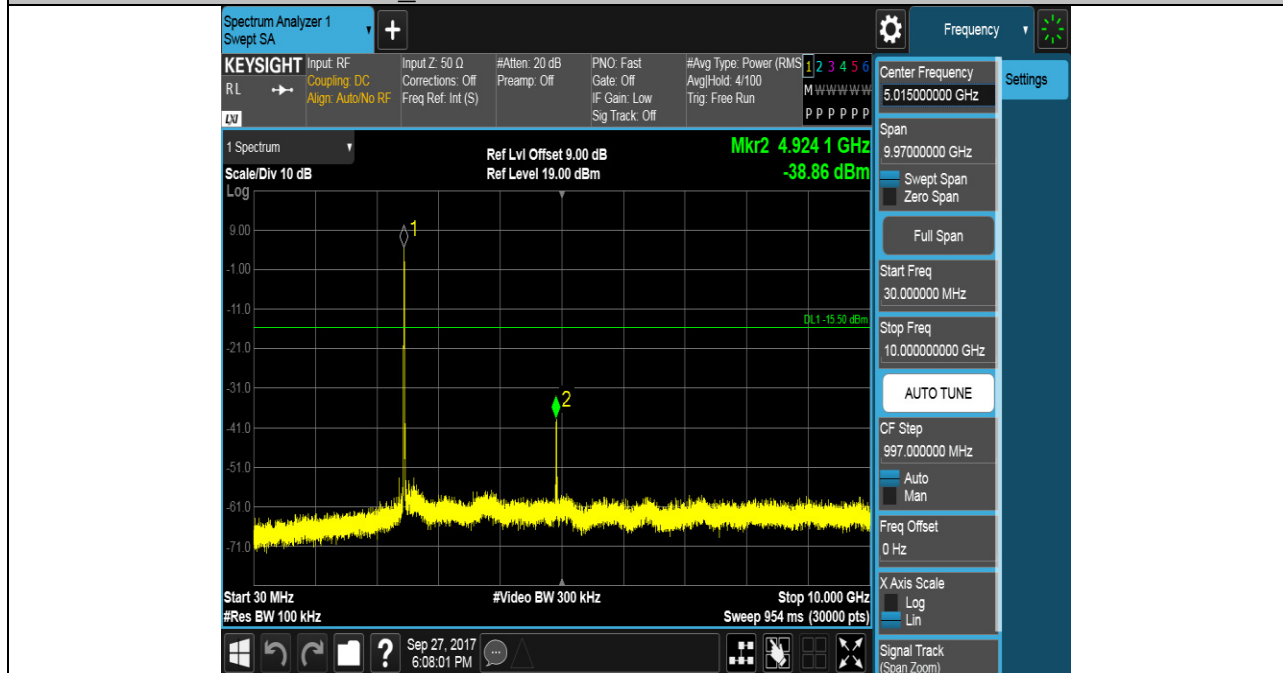 Spectrum Analyzer 1
Swept SA
+
Frequency
KEYSIGHT
RL
LXI
Input: RF
Coupling: DC
Align: Auto/No RF
Input Z: 50 Ω
Corrections: Off
Freq Ref: Int (S)
#Atten: 20 dB
Preamp: Off
PNO: Fast
Gate: Off
IF Gain: Low
Sig Track: Off
#Avg Type: Power (RMS
Avg|Hold: 4/100
Trig: Free Run
1 2 3 4 5 6
M W W W W W
P P P P P P
1 Spectrum
Scale/Div 10 dB
Ref Lvl Offset 9.00 dB
Ref Level 19.00 dBm
Mkr2 4.924 1 GHz
-38.86 dBm
Log
9.00
-1.00
-11.0
-21.0
-31.0
-41.0
-51.0
-61.0
-71.0
1
2
DL1 -15.50 dBm
Start 30 MHz
#Res BW 100 kHz
#Video BW 300 kHz
Stop 10.000 GHz
Sweep 954 ms (30000 pts)
?
Sep 27, 2017
6:08:01 PM
Center Frequency
5.015000000 GHz
Span
9.97000000 GHz
Swept Span
Zero Span
Full Span
Start Freq
30.000000 MHz
Stop Freq
10.000000000 GHz
AUTO TUNE
CF Step
997.000000 MHz
Auto
Man
Freq Offset
0 Hz
X Axis Scale
Log
Lin
Signal Track
(Span Zoom)
Settings